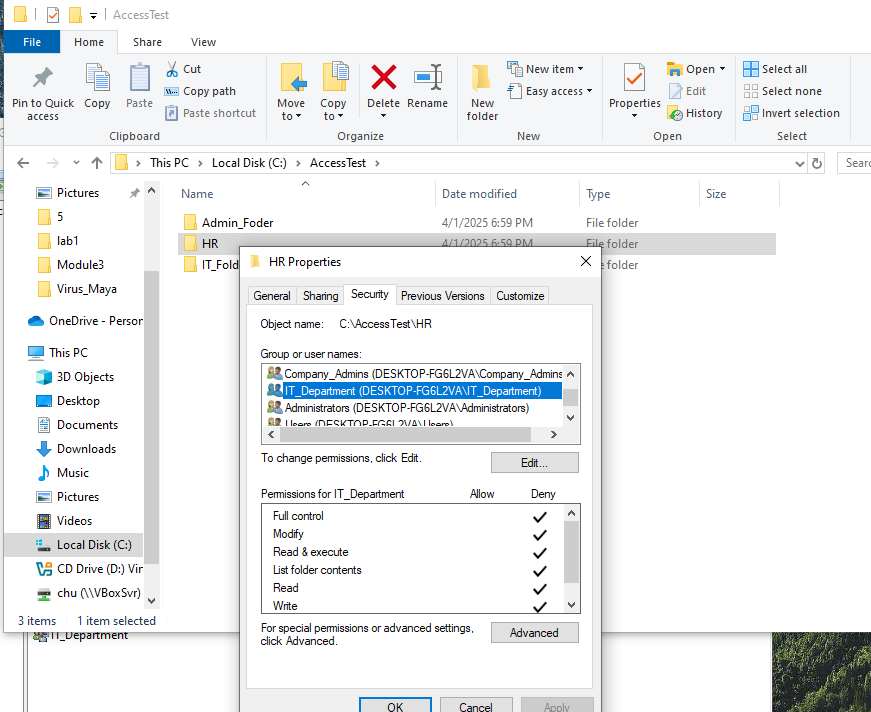 AccessTest
File Home Share View
Pin to Quick access
Copy
Paste
Cut
Copy path
Paste shortcut
Clipboard
Move to
Copy to
Delete
Rename
Organize
New folder
New item
Easy access
New
Properties
Open
Edit
History
Open
Select all
Select none
Invert selection
Select
This PC > Local Disk (C:) > AccessTest >
Sear
Name Date modified Type Size
Admin_Foder 4/1/2025 6:59 PM File folder
HR 4/1/2025 6:59 PM File folder
IT_Fold e folder
Pictures
5
lab1
Module3
Virus_Maya
OneDrive - Person
This PC
3D Objects
Desktop
Documents
Downloads
Music
Pictures
Videos
Local Disk (C:)
CD Drive (D:) Vir
chu (\\VBoxSvr)
3 items 1 item selected
IT_Department
HR Properties
General Sharing Security Previous Versions Customize
Object name: C:\AccessTest\HR
Group or user names:
Company_Admins (DESKTOP-FG6L2VA\Company_Admins
IT_Department (DESKTOP-FG6L2VA\IT_Department)
Administrators (DESKTOP-FG6L2VA\Administrators)
Users (DESKTOP-FG6L2VA\Users)
To change permissions, click Edit.
Edit...
Permissions for IT_Department Allow Deny
Full control
Modify
Read & execute
List folder contents
Read
Write
For special permissions or advanced settings,
click Advanced.
Advanced
OK Cancel Apply